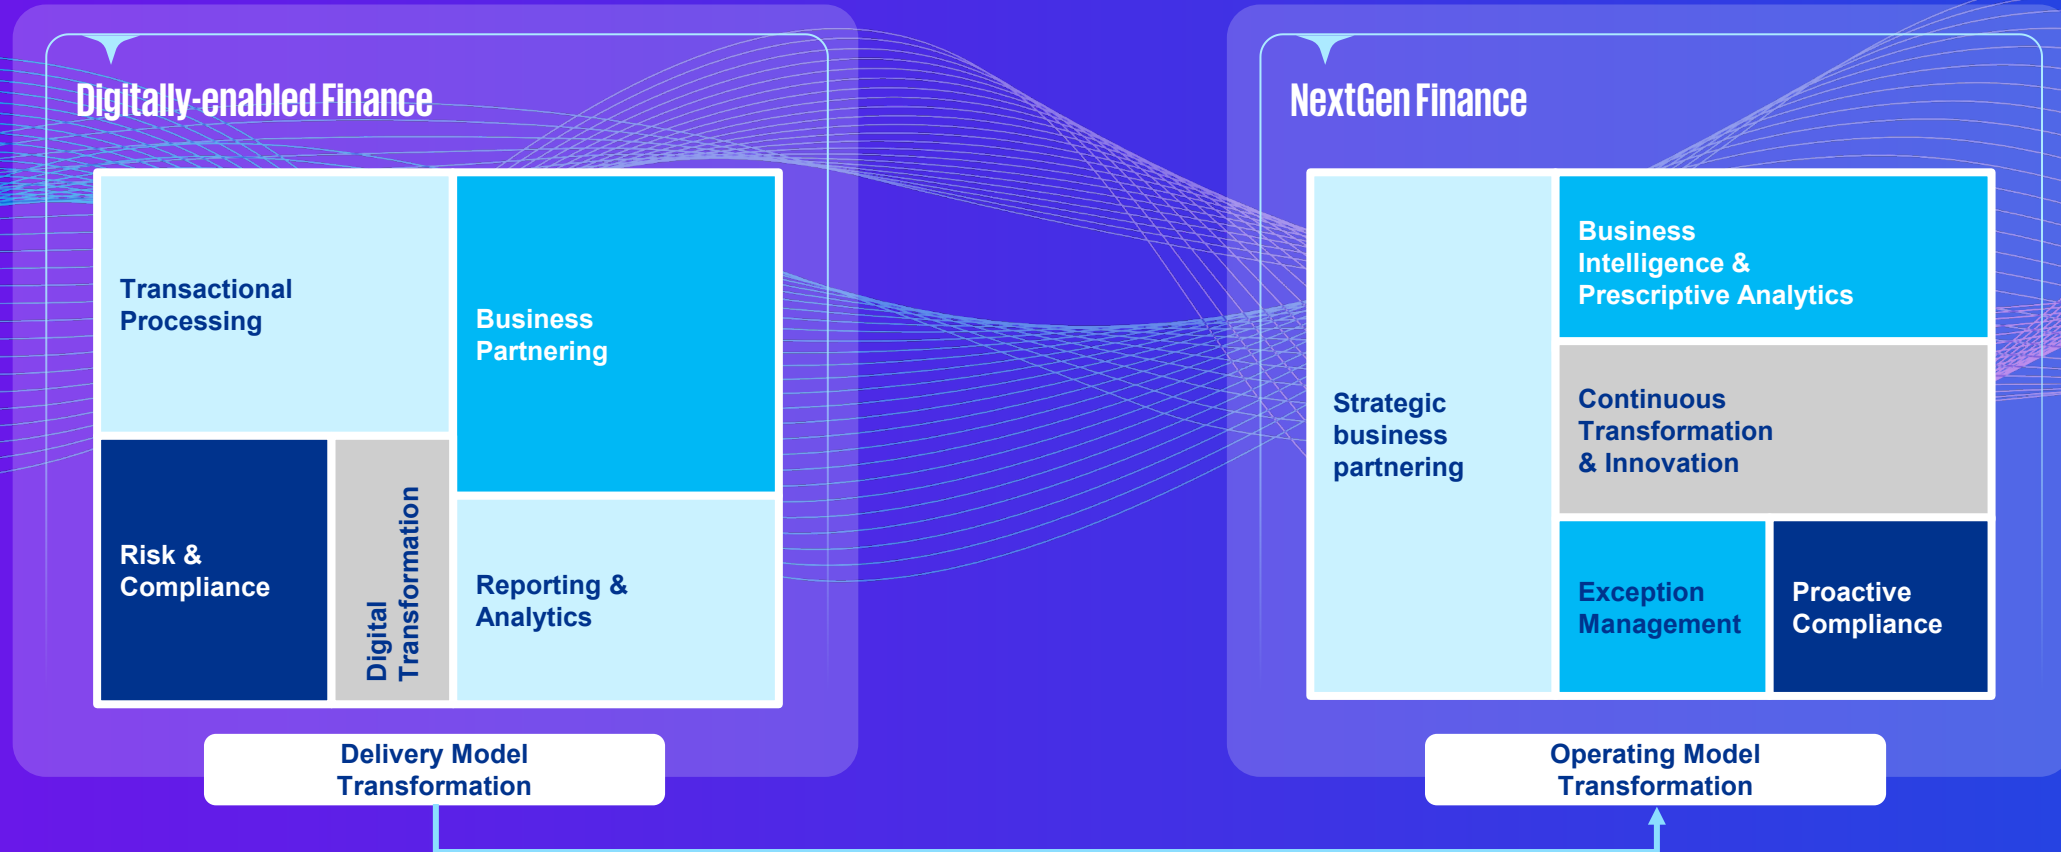 Digitally-enabled Finance
Transactional
Processing
Business
Partnering
Risk &
Compliance
Digital
Transformation
Reporting &
Analytics
Delivery Model
Transformation
NextGen Finance
Strategic
business
partnering
Business
Intelligence &
Prescriptive Analytics
Continuous
Transformation
& Innovation
Exception
Management
Proactive
Compliance
Operating Model
Transformation